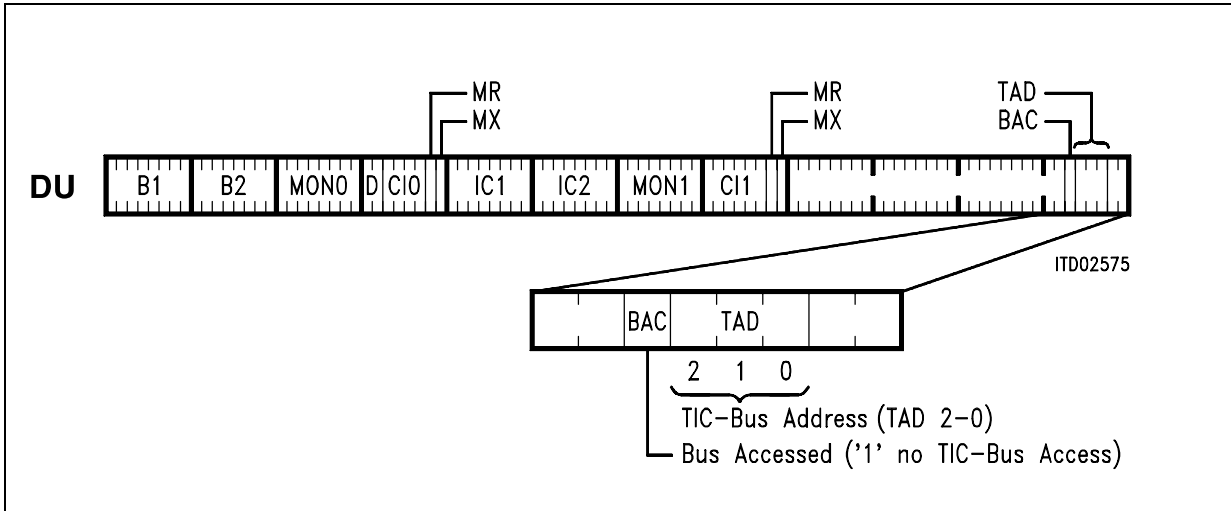 MR MR TAD
MX MX BAC
DU B1 B2 MON0 D CI0 IC1 IC2 MON1 CI1
ITD02575
BAC TAD
2 1 0
TIC-Bus Address (TAD 2-0)
Bus Accessed ('1' no TIC-Bus Access)